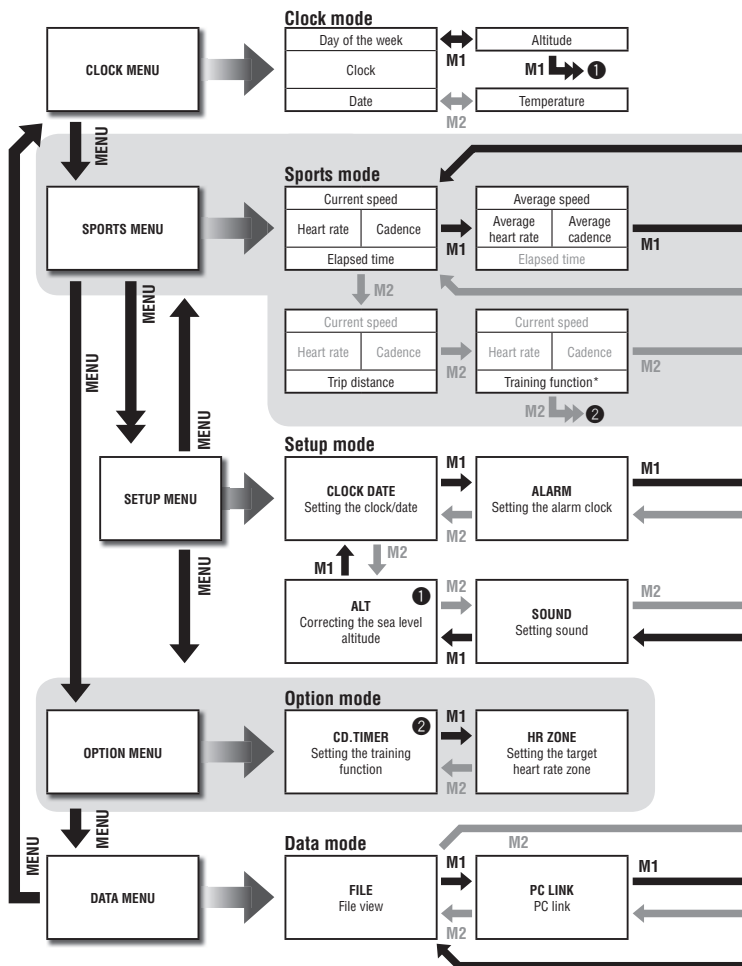 Clock mode
CLOCK MENU
Day of the week
Clock
Date
M1
Altitude
M1 ❶
Temperature
M2
MENU
Sports mode
SPORTS MENU
Current speed
Heart rate
Cadence
Elapsed time
M1
Average speed
Average
heart rate
Average
cadence
Elapsed time
M1
M2
Current speed
Heart rate
Cadence
Trip distance
M2
Current speed
Heart rate
Cadence
Training function*
M2
M2 ❷
MENU
MENU
MENU
Setup mode
SETUP MENU
CLOCK DATE
Setting the clock/date
M1
M2
ALARM
Setting the alarm clock
M1
M1
M2
MENU
ALT ❶
Correcting the sea level
altitude
M2
M1
SOUND
Setting sound
M2
Option mode
OPTION MENU
CD.TIMER ❷
Setting the training
function
M1
M2
HR ZONE
Setting the target
heart rate zone
MENU
MENU
Data mode
DATA MENU
FILE
File view
M1
M2
M2
PC LINK
PC link
M1